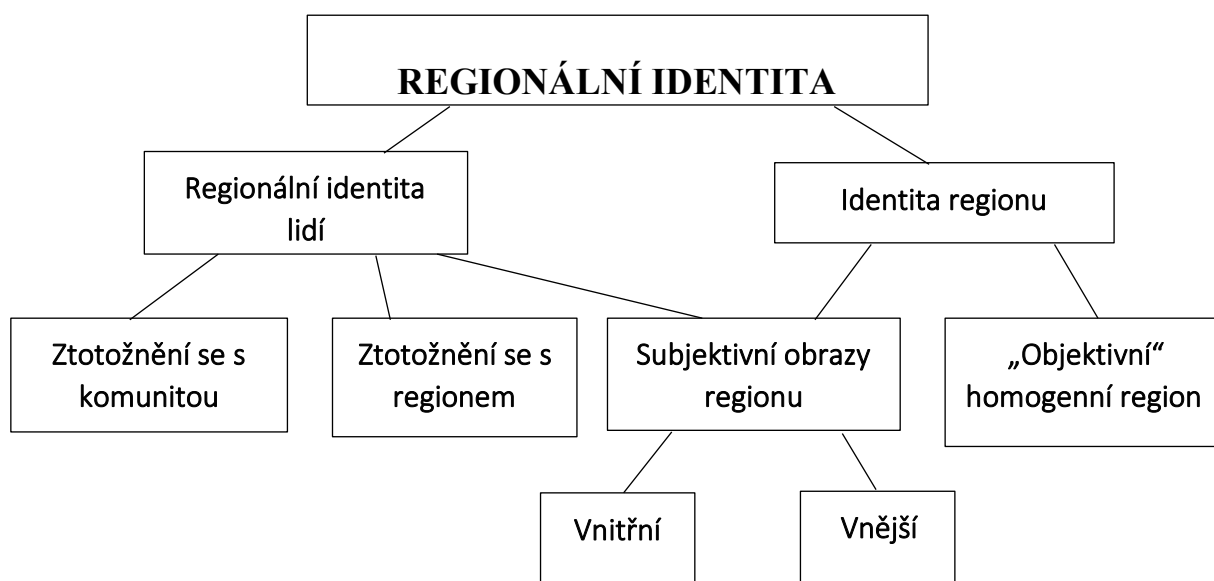 REGIONÁLNÍ IDENTITA
Regionální identita
lidí
Identita regionu
Ztotožnění se s
komunitou
Ztotožnění se s
regionem
Subjektivní obrazy
regionu
„Objektivní“
homogenní region
Vnitřní
Vnější